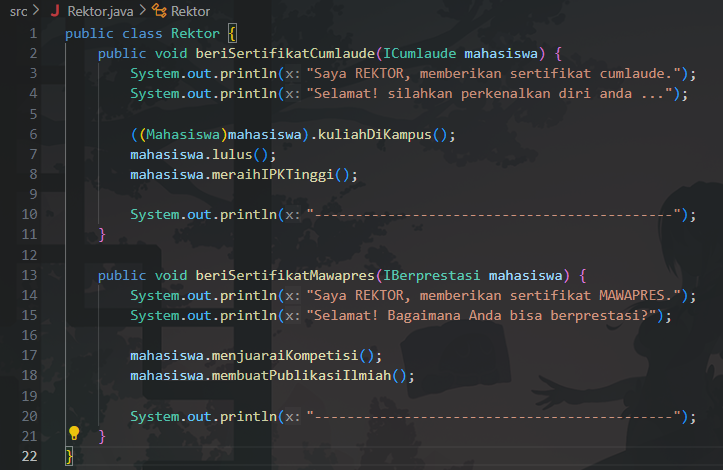 src > J Rektor.java > Rektor
1 public class Rektor {
2 public void beriSertifikatCumlaude(ICumlaude mahasiswa) {
3 System.out.println(x: "Saya REKTOR, memberikan sertifikat cumlaude.");
4 System.out.println(x: "Selamat! silahkan perkenalkan diri anda ...");
5
6 ((Mahasiswa)mahasiswa).kuliahDiKampus();
7 mahasiswa.lulus();
8 mahasiswa.meraihIPKTinggi();
9
10 System.out.println(x: "--------------------------------------------");
11 }
12
13 public void beriSertifikatMawapres(IBerprestasi mahasiswa) {
14 System.out.println(x: "Saya REKTOR, memberikan sertifikat MAWAPRES.");
15 System.out.println(x: "Selamat! Bagaimana Anda bisa berprestasi?");
16
17 mahasiswa.menjuaraiKompetisi();
18 mahasiswa.membuatPublikasiIlmiah();
19
20 System.out.println(x: "--------------------------------------------");
21 }
22 }